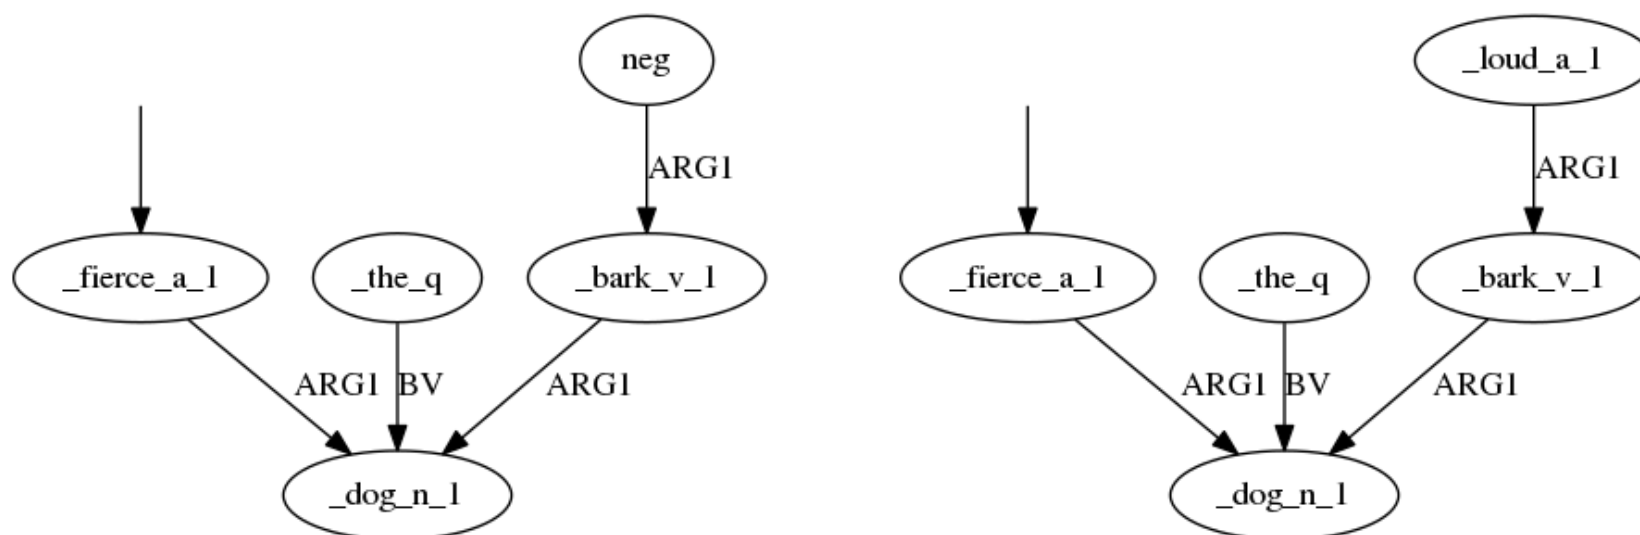 neg _loud_a_1
ARG1 ARG1
_fierce_a_1 _the_q _bark_v_1 _fierce_a_1 _the_q _bark_v_1
ARG1 BV ARG1 ARG1 BV ARG1
_dog_n_1 _dog_n_1